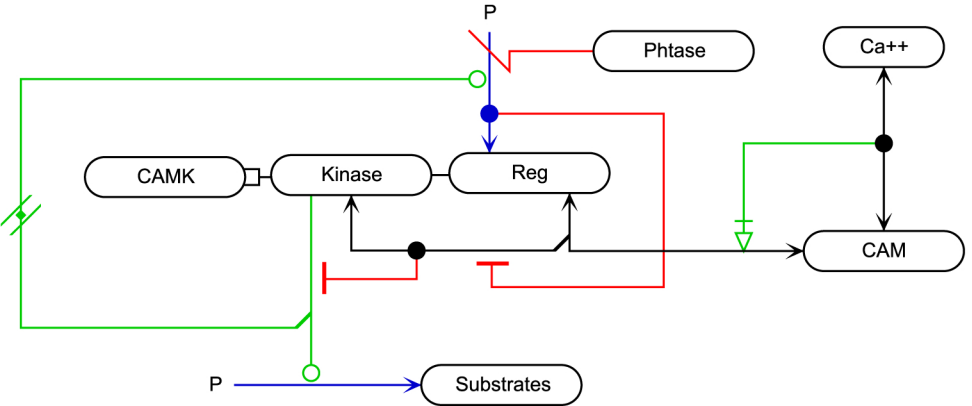 P
Phtase
Ca++
CAMK
Kinase
Reg
CAM
P
Substrates